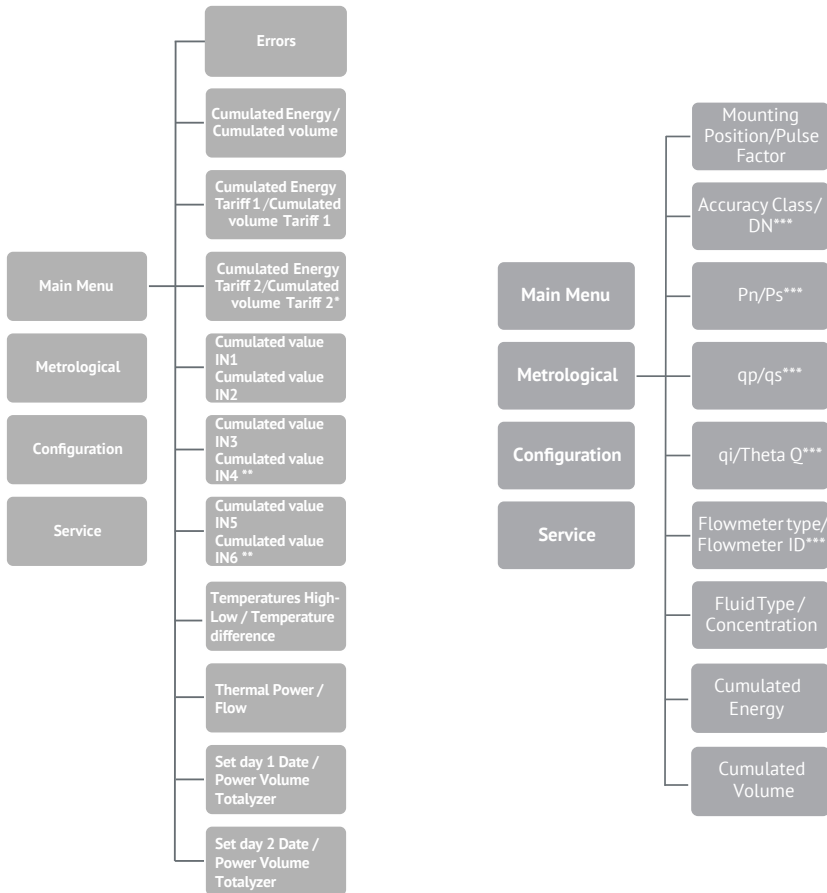 Errors
Cumulated Energy /
Cumulated volume
Cumulated Energy
Tariff 1 /Cumulated
volume Tariff 1
Cumulated Energy
Tariff 2/Cumulated
volume Tariff 2*
Cumulated value
IN1
Cumulated value
IN2
Cumulated value
IN3
Cumulated value
IN4 **
Cumulated value
IN5
Cumulated value
IN6 **
Temperatures High-
Low / Temperature
difference
Thermal Power /
Flow
Set day 1 Date /
Power Volume
Totalyzer
Set day 2 Date /
Power Volume
Totalyzer
Main Menu
Metrological
Configuration
Service
Main Menu
Metrological
Configuration
Service
Mounting
Position/Pulse
Factor
Accuracy Class/
DN***
Pn/Ps***
qp/qs***
qi/Theta Q***
Flowmeter type/
Flowmeter ID***
Fluid Type /
Concentration
Cumulated
Energy
Cumulated
Volume